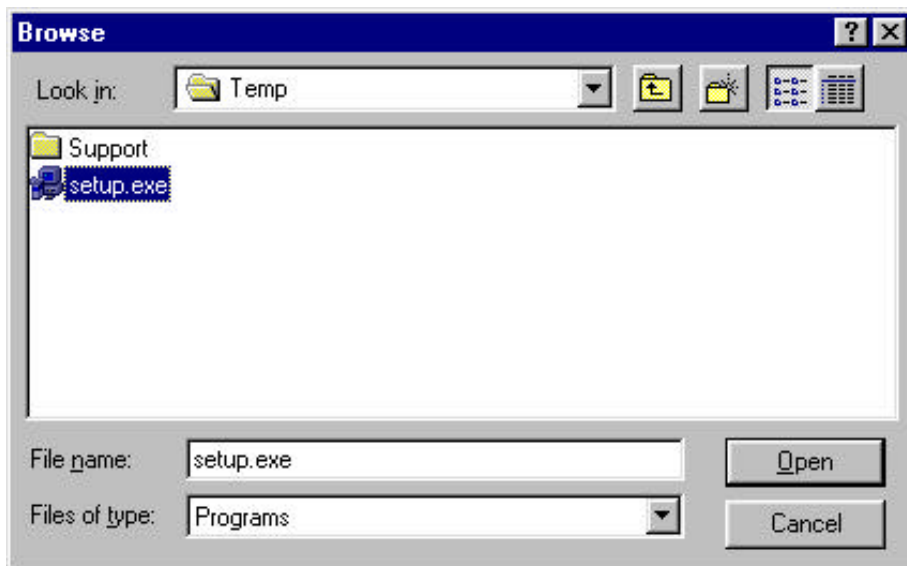 Browse
Look in: Temp
Support
setup.exe
File name: setup.exe
Open
Files of type: Programs
Cancel